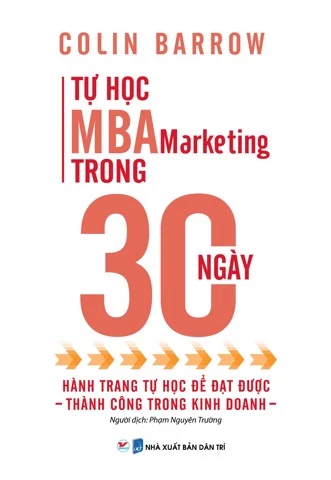 COLIN BARROW
TỰ HỌC
MBA Marketing
TRONG
30 NGÀY
HÀNH TRANG TỰ HỌC ĐỂ ĐẠT ĐƯỢC
– THÀNH CÔNG TRONG KINH DOANH –
Người dịch: Phạm Nguyên Trường
NHÀ XUẤT BẢN DÂN TRÍ